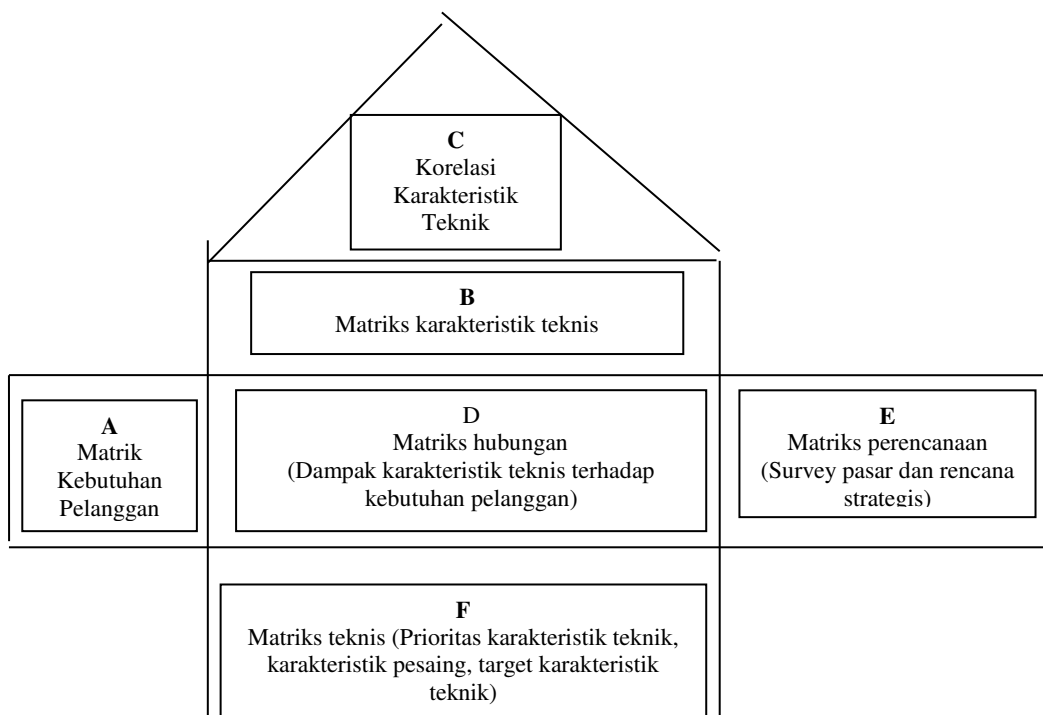 C
Korelasi
Karakteristik
Teknik
B
Matriks karakteristik teknis
A
Matrik
Kebutuhan
Pelanggan
D
Matriks hubungan
(Dampak karakteristik teknis terhadap
kebutuhan pelanggan)
E
Matriks perencanaan
(Survey pasar dan rencana
strategis)
F
Matriks teknis (Prioritas karakteristik teknik,
karakteristik pesaing, target karakteristik
teknik)